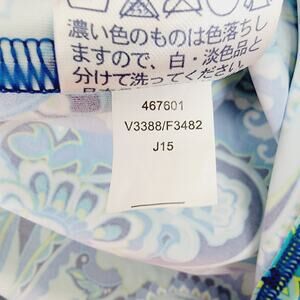 濃い色のものは色落ちし
ますので、白・淡色品と
分けて洗ってください。
467601
V3388/F3482
J15